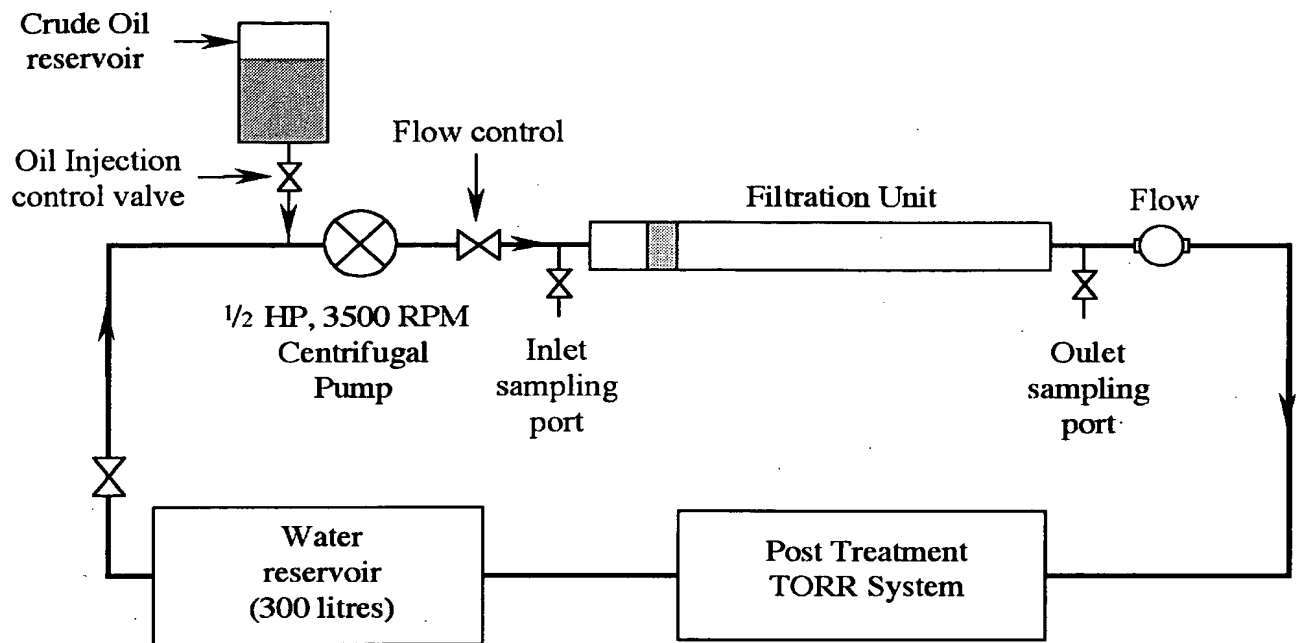 Crude Oil
reservoir
Oil Injection
control valve
Flow control
Filtration Unit
Flow
½ HP, 3500 RPM
Centrifugal
Pump
Inlet
sampling
port
Oulet
sampling
port
Water
reservoir
(300 litres)
Post Treatment
TORR System